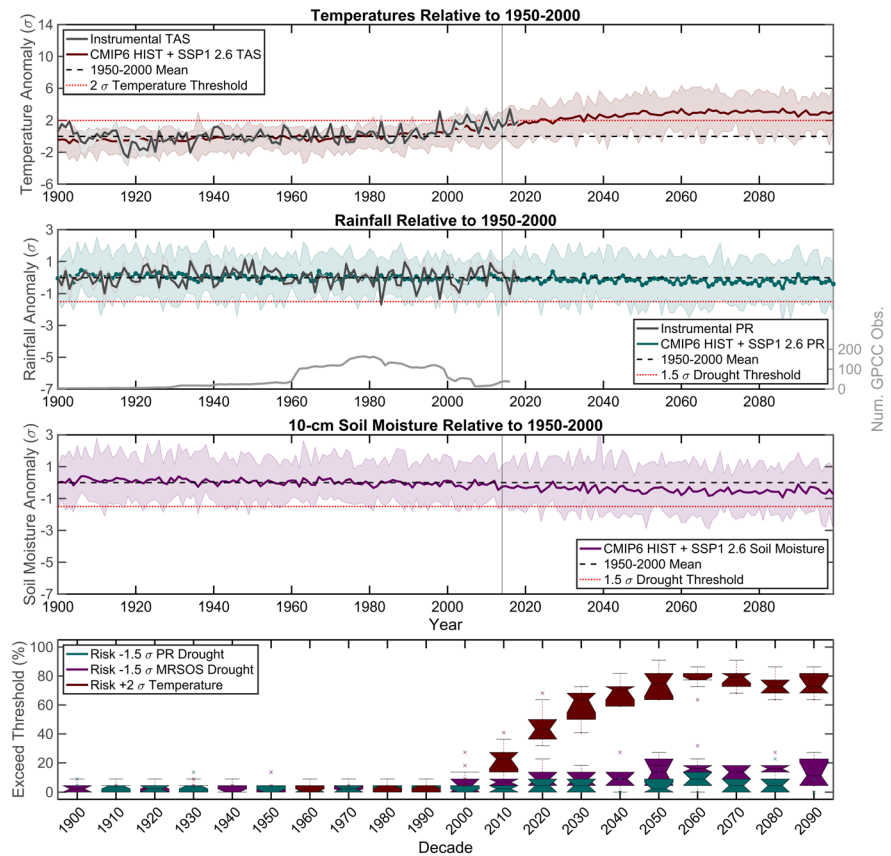 Temperatures Relative to 1950-2000
Temperature Anomaly (σ)
14
10
6
2
-2
-6
Instrumental TAS
CMIP6 HIST + SSP1 2.6 TAS
1950-2000 Mean
2 σ Temperature Threshold
1900 1920 1940 1960 1980 2000 2020 2040 2060 2080
Rainfall Relative to 1950-2000
Rainfall Anomaly (σ)
3
1
-1
-3
-5
-7
Instrumental PR
CMIP6 HIST + SSP1 2.6 PR
1950-2000 Mean
1.5 σ Drought Threshold
200
100
0
Num. GPCC Obs.
1900 1920 1940 1960 1980 2000 2020 2040 2060 2080
10-cm Soil Moisture Relative to 1950-2000
Soil Moisture Anomaly (σ)
3
1
-1
-3
-5
-7
CMIP6 HIST + SSP1 2.6 Soil Moisture
1950-2000 Mean
1.5 σ Drought Threshold
1900 1920 1940 1960 1980 2000 2020 2040 2060 2080
Year
Exceed Threshold (%)
100
80
60
40
20
0
Risk -1.5 σ PR Drought
Risk -1.5 σ MRSOS Drought
Risk +2 σ Temperature
1900 1910 1920 1930 1940 1950 1960 1970 1980 1990 2000 2010 2020 2030 2040 2050 2060 2070 2080 2090
Decade